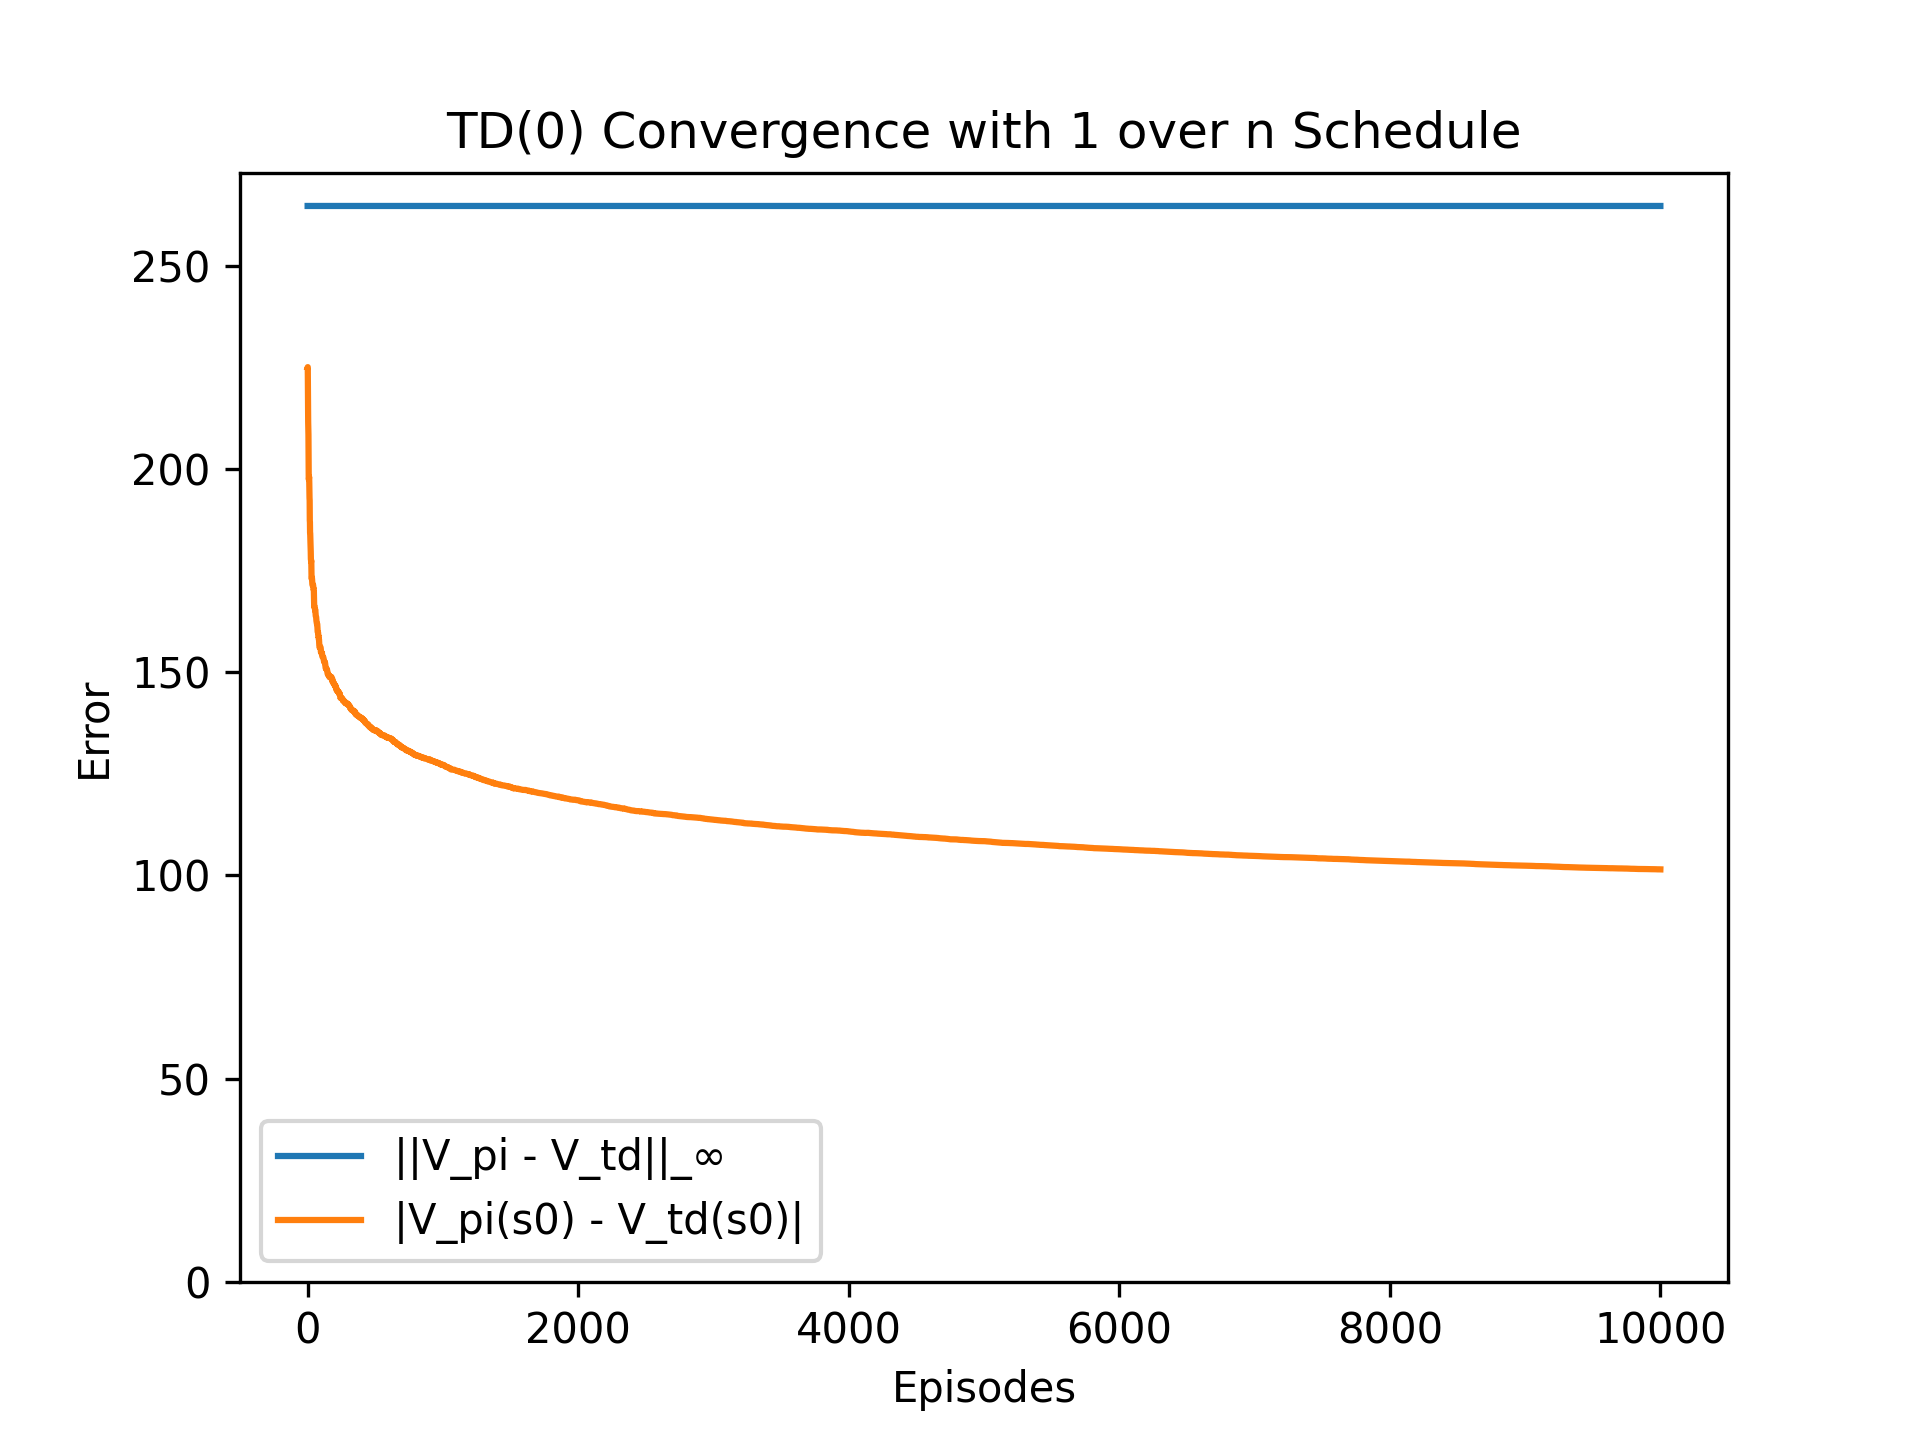 TD(0) Convergence with 1 over n Schedule
250
200
150
100
50
0
Error
||V_pi - V_td||_∞
|V_pi(s0) - V_td(s0)|
0 2000 4000 6000 8000 10000
Episodes